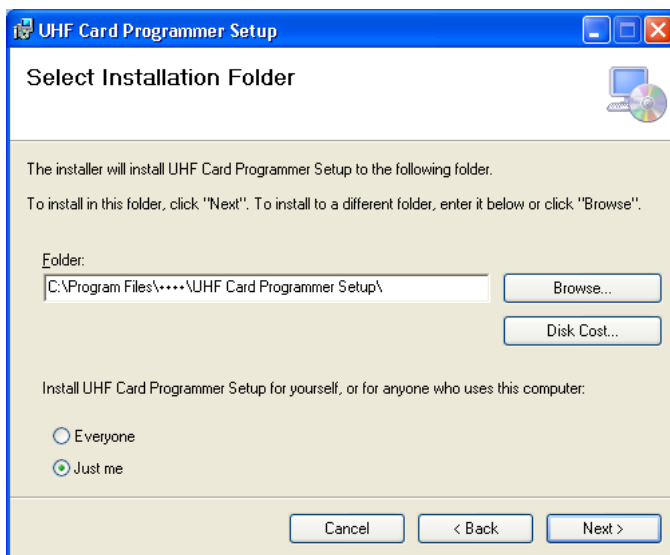 UHF Card Programmer Setup
Select Installation Folder
The installer will install UHF Card Programmer Setup to the following folder.
To install in this folder, click "Next". To install to a different folder, enter it below or click "Browse".
Folder:
C:\Program Files\++++\UHF Card Programmer Setup\
Browse...
Disk Cost...
Install UHF Card Programmer Setup for yourself, or for anyone who uses this computer:
Everyone
Just me
Cancel
< Back
Next >